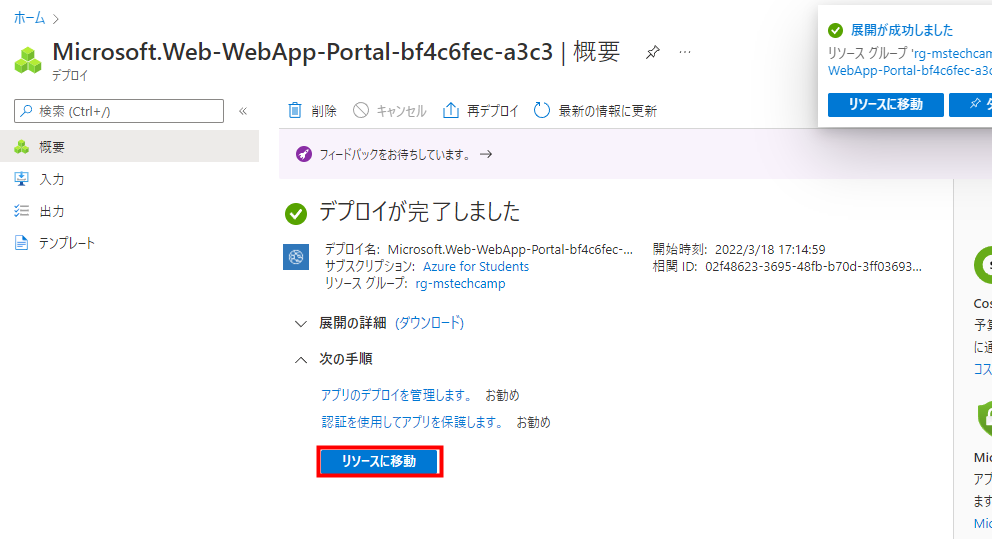 ホーム
Microsoft.Web-WebApp-Portal-bf4c6fec-a3c3 | 概要
デプロイ
展開が成功しました
リソース グループ 'rg-mstechcam
WebApp-Portal-bf4c6fec-a3c
リソースに移動
検索 (Ctrl+/)
削除 キャンセル 再デプロイ 最新の情報に更新
概要
入力
出力
テンプレート
フィードバックをお待ちしています。 →
デプロイが完了しました
デプロイ名: Microsoft.Web-WebApp-Portal-bf4c6fec-... 開始時刻: 2022/3/18 17:14:59
サブスクリプション: Azure for Students 相関 ID: 02f48623-3695-48fb-b70d-3ff03693...
リソース グループ: rg-mstechcamp
展開の詳細 (ダウンロード)
次の手順
アプリのデプロイを管理します。 お勧め
認証を使用してアプリを保護します。 お勧め
リソースに移動
Cos
予算
に通
コス
Mic
アプ
ます
Mic